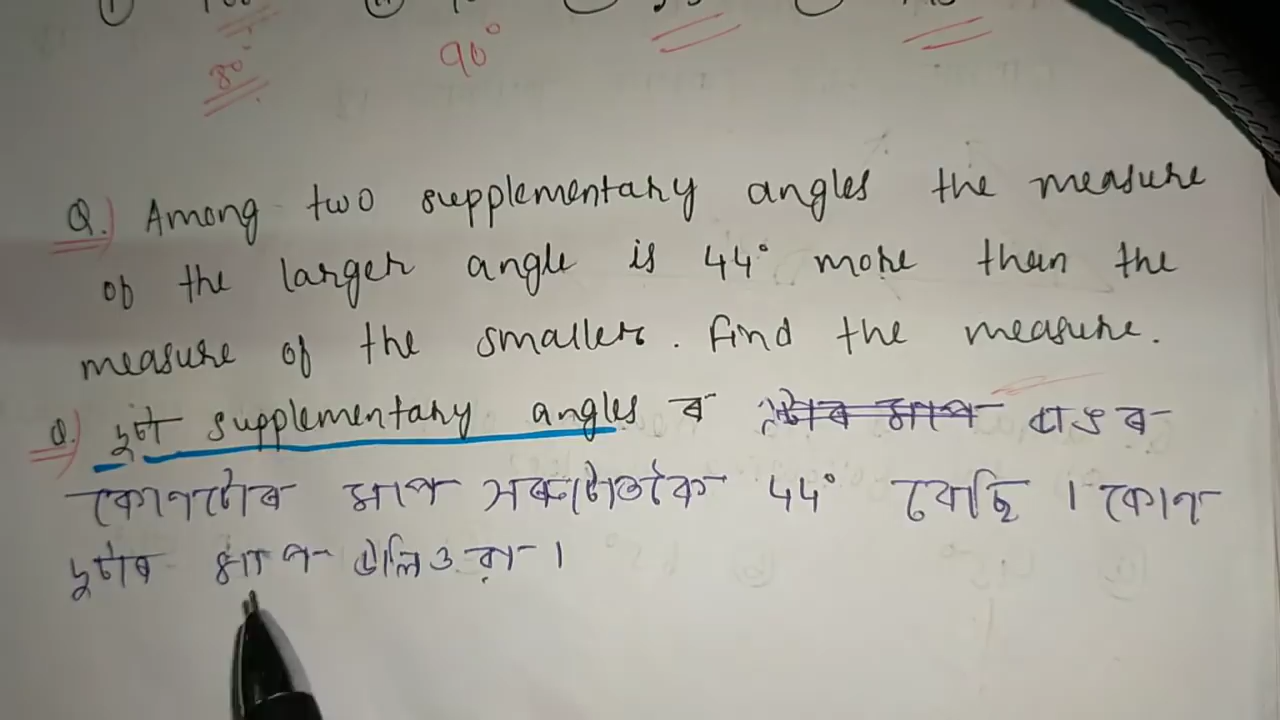 80°
90°
Q.) Among two supplementary angles the measure
of the larger angle is 44° more than the
measure of the smaller. Find the measure.
Q.) দুটা supplementary angles ৰ ডাঙৰ
কোণটোৰ মাপ সৰুটোতকৈ 44° বেছি । কোণ
দুটাৰ মাপ উলিওৱা ।